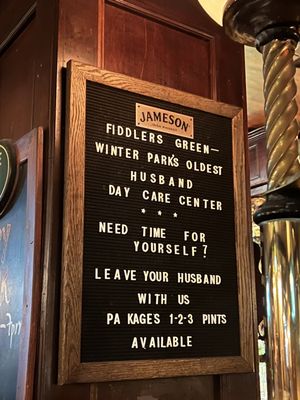 JAMESON
FIDDLERS GREEN—
WINTER PARK'S OLDEST
HUSBAND
DAY CARE CENTER
* * *
NEED TIME FOR
YOURSELF?
LEAVE YOUR HUSBAND
WITH US
PA KAGES 1-2-3 PINTS
AVAILABLE